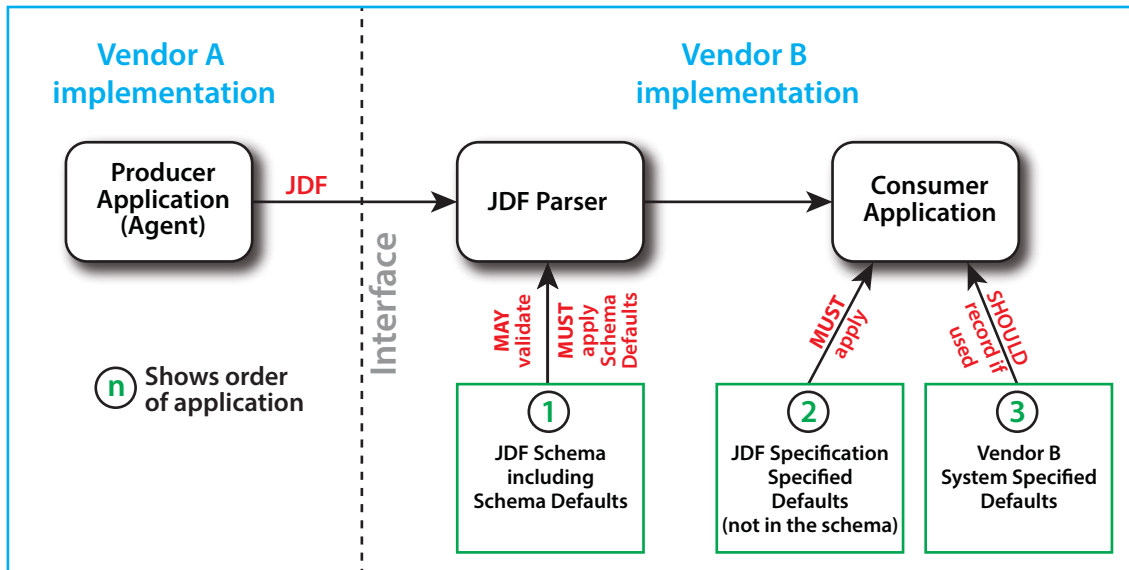 Vendor A
implementation
Vendor B
implementation
Producer
Application
(Agent)
JDF
JDF Parser
Consumer
Application
Interface
MAY
validate
MUST
apply
Schema
Defaults
MUST
apply
SHOULD
record if
used
n
Shows order
of application
1
JDF Schema
including
Schema Defaults
2
JDF Specification
Specified
Defaults
(not in the schema)
3
Vendor B
System Specified
Defaults